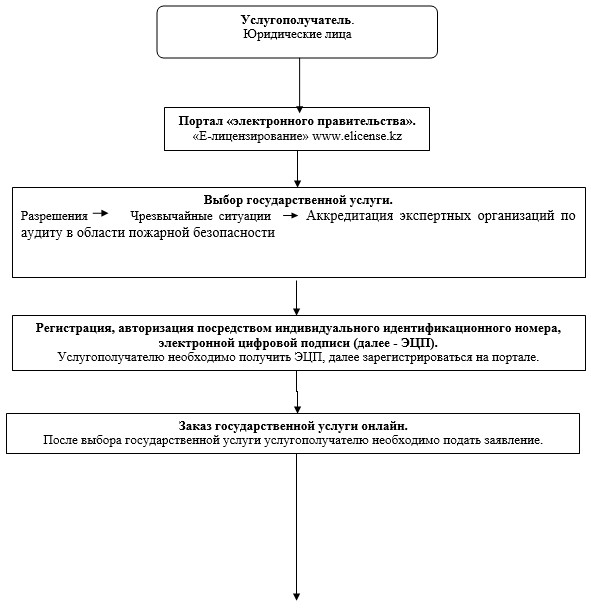 Услугополучатель.
Юридические лица
Портал «электронного правительства».
«Е-лицензирование» www.elicense.kz
Выбор государственной услуги.
Разрешения → Чрезвычайные ситуации → Аккредитация экспертных организаций по
аудиту в области пожарной безопасности
Регистрация, авторизация посредством индивидуального идентификационного номера,
электронной цифровой подписи (далее - ЭЦП).
Услугополучателю необходимо получить ЭЦП, далее зарегистрироваться на портале.
Заказ государственной услуги онлайн.
После выбора государственной услуги услугополучателю необходимо подать заявление.